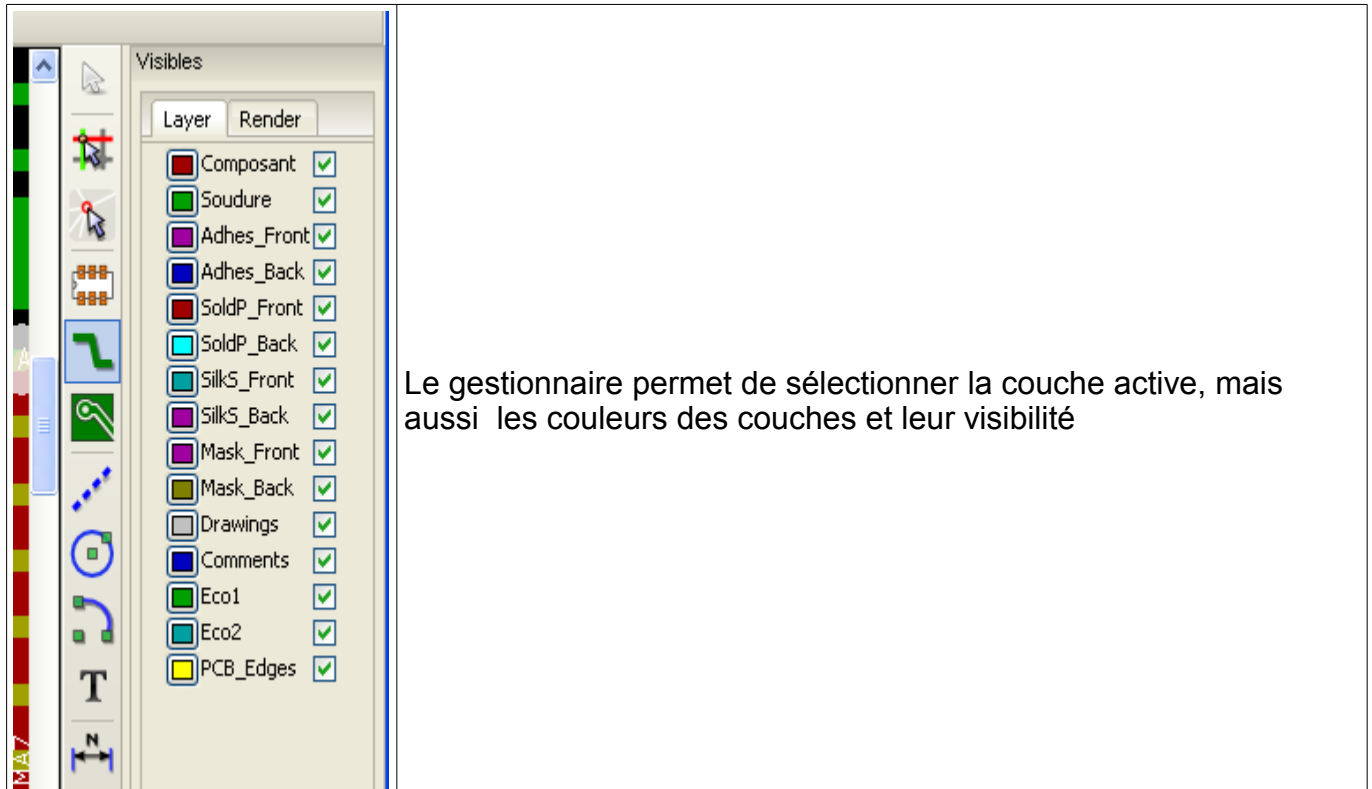 Visibles
Layer Render
Composant
Soudure
Adhes_Front
Adhes_Back
SoldP_Front
SoldP_Back
SilkS_Front
SilkS_Back
Mask_Front
Mask_Back
Drawings
Comments
Eco1
Eco2
PCB_Edges
T
N
Le gestionnaire permet de sélectionner la couche active, mais
aussi  les couleurs des couches et leur visibilité